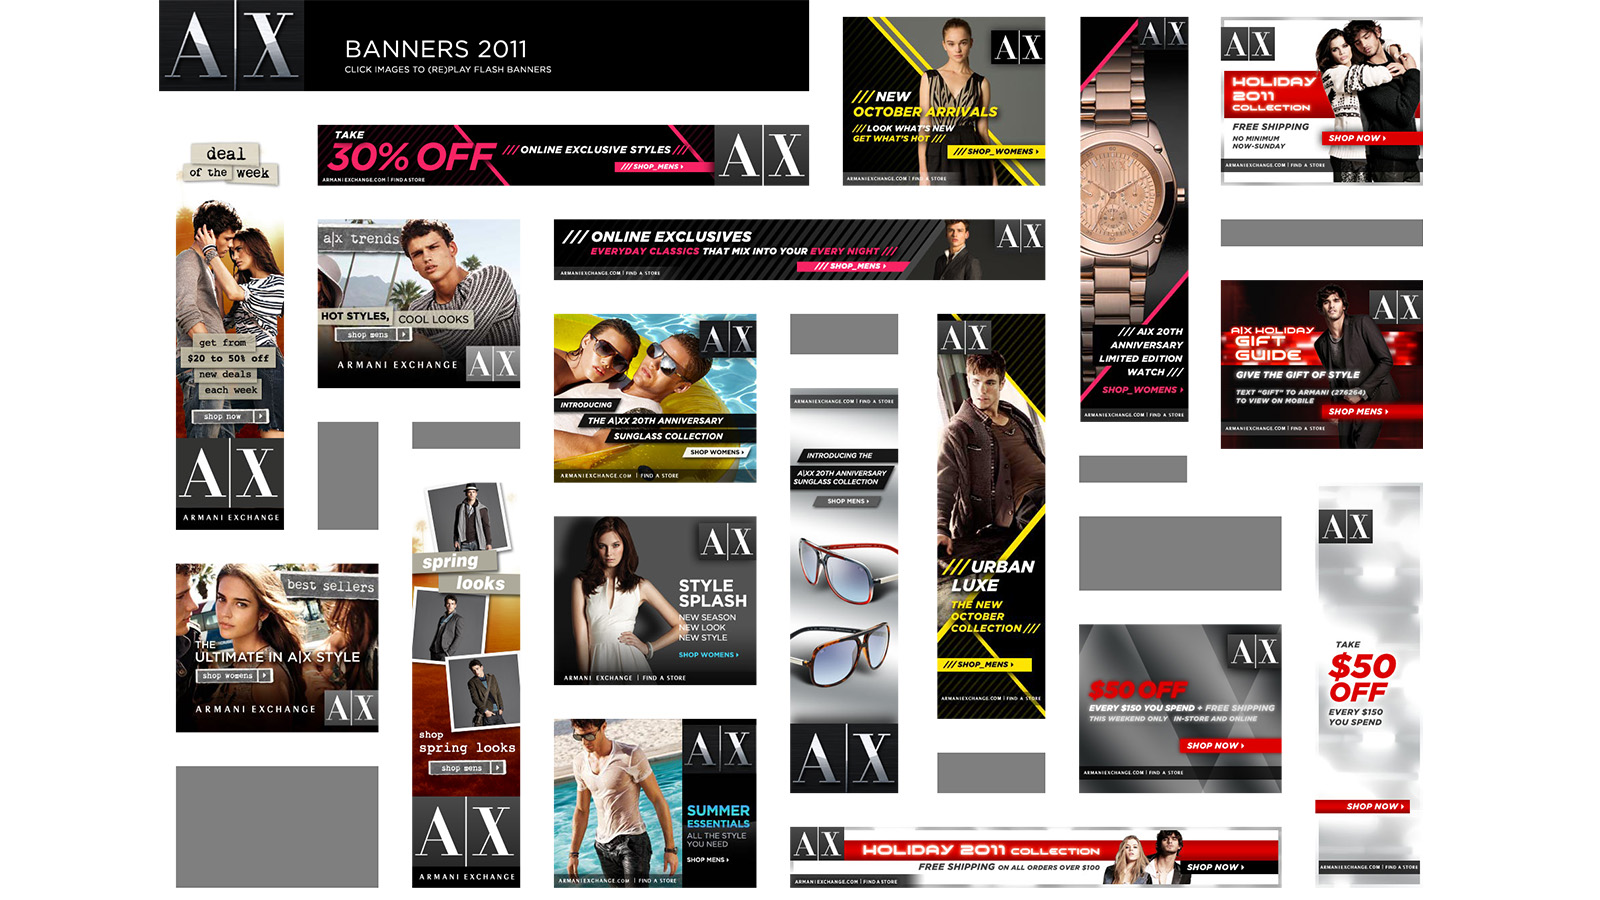 A|X
BANNERS 2011
CLICK IMAGES TO (RE)PLAY FLASH BANNERS
TAKE
30% OFF
/// ONLINE EXCLUSIVE STYLES ///
/// SHOP_MENS
ARMANIEXCHANGE.COM | FIND A STORE
A|X
A|X
/// NEW
OCTOBER ARRIVALS
/// LOOK WHAT'S NEW
GET WHAT'S HOT ///
/// SHOP_WOMENS
ARMANIEXCHANGE.COM | FIND A STORE
A|X
/// A|X 20TH
ANNIVERSARY
LIMITED EDITION
WATCH ///
SHOP_WOMENS
ARMANIEXCHANGE.COM | FIND A STORE
A|X
HOLIDAY
2011
COLLECTION
FREE SHIPPING
NO MINIMUM
NOW-SUNDAY
SHOP NOW
ARMANIEXCHANGE.COM | FIND A STORE
deal
of the week
get from
$20 to 50% off
new deals
each week
shop now
A|X
ARMANI EXCHANGE
a|x trends
HOT STYLES, COOL LOOKS
shop mens
ARMANI EXCHANGE
A|X
/// ONLINE EXCLUSIVES
EVERYDAY CLASSICS THAT MIX INTO YOUR EVERY NIGHT ///
/// SHOP_MENS
ARMANIEXCHANGE.COM | FIND A STORE
A|X
A|X
INTRODUCING
THE A|XX 20TH ANNIVERSARY
SUNGLASS COLLECTION
SHOP WOMENS
ARMANIEXCHANGE.COM | FIND A STORE
ARMANIEXCHANGE.COM | FIND A STORE
INTRODUCING THE
A|XX 20TH ANNIVERSARY
SUNGLASS COLLECTION
SHOP MENS
A|X
A|X
/// URBAN
LUXE
THE NEW
OCTOBER
COLLECTION ///
/// SHOP_MENS
ARMANIEXCHANGE.COM | FIND A STORE
A|X
A|X HOLIDAY
GIFT
GUIDE
GIVE THE GIFT OF STYLE
TEXT "GIFT" TO ARMANI (276264)
TO VIEW ON MOBILE
SHOP MENS
ARMANIEXCHANGE.COM | FIND A STORE
best sellers
THE
ULTIMATE IN A|X STYLE
shop womens
ARMANI EXCHANGE
A|X
spring
looks
shop
spring looks
shop mens
A|X
ARMANI EXCHANGE
A|X
STYLE
SPLASH
NEW SEASON
NEW LOOK
NEW STYLE
SHOP WOMENS
ARMANI EXCHANGE | FIND A STORE
A|X
SUMMER
ESSENTIALS
ALL THE STYLE
YOU NEED
SHOP MENS
ARMANIEXCHANGE.COM | FIND A STORE
A|X
$50 OFF
EVERY $150 YOU SPEND + FREE SHIPPING
THIS WEEKEND ONLY IN-STORE AND ONLINE
SHOP NOW
ARMANIEXCHANGE.COM | FIND A STORE
A|X
TAKE
$50
OFF
EVERY $150
YOU SPEND
SHOP NOW
ARMANIEXCHANGE.COM | FIND A STORE
A|X
HOLIDAY 2011 COLLECTION
FREE SHIPPING ON ALL ORDERS OVER $100
SHOP NOW
ARMANIEXCHANGE.COM | FIND A STORE